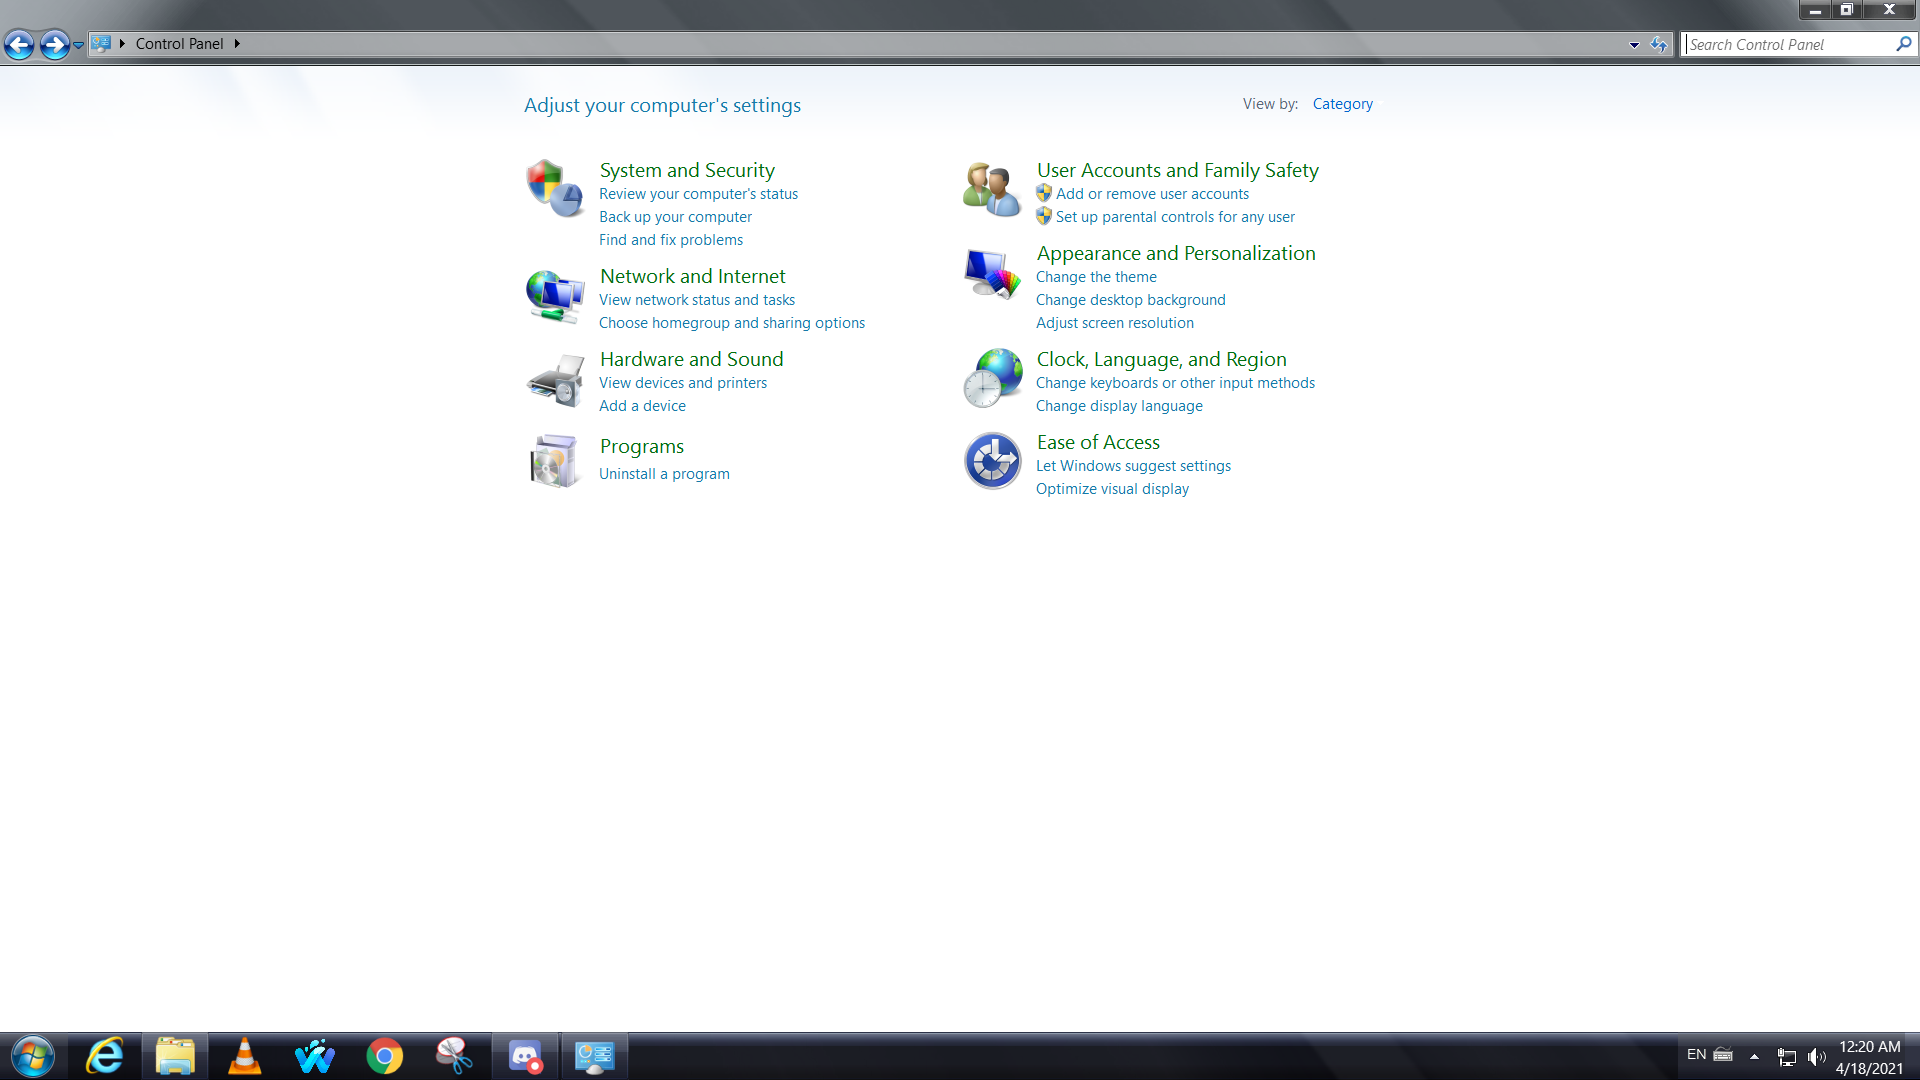 Control Panel
Search Control Panel
Adjust your computer's settings
View by: Category
System and Security
Review your computer's status
Back up your computer
Find and fix problems
Network and Internet
View network status and tasks
Choose homegroup and sharing options
Hardware and Sound
View devices and printers
Add a device
Programs
Uninstall a program
User Accounts and Family Safety
Add or remove user accounts
Set up parental controls for any user
Appearance and Personalization
Change the theme
Change desktop background
Adjust screen resolution
Clock, Language, and Region
Change keyboards or other input methods
Change display language
Ease of Access
Let Windows suggest settings
Optimize visual display
EN
12:20 AM
4/18/2021